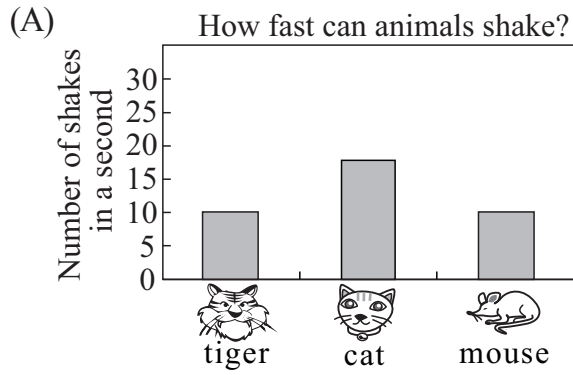 (A)
How fast can animals shake?
Number of shakes
in a second
30
25
20
15
10
5
0
tiger cat mouse